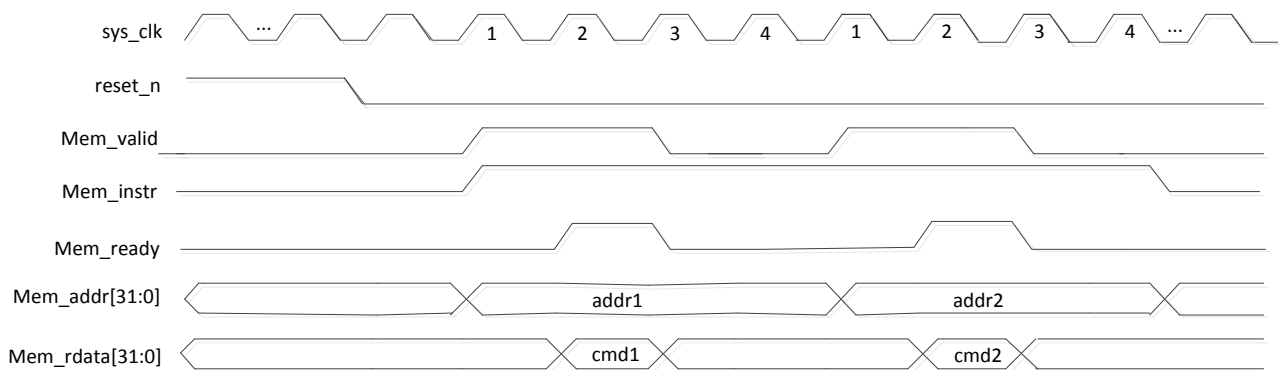 sys_clk ... 1 2 3 4 1 2 3 4 ...
reset_n
Mem_valid
Mem_instr
Mem_ready
Mem_addr[31:0] addr1 addr2
Mem_rdata[31:0] cmd1 cmd2